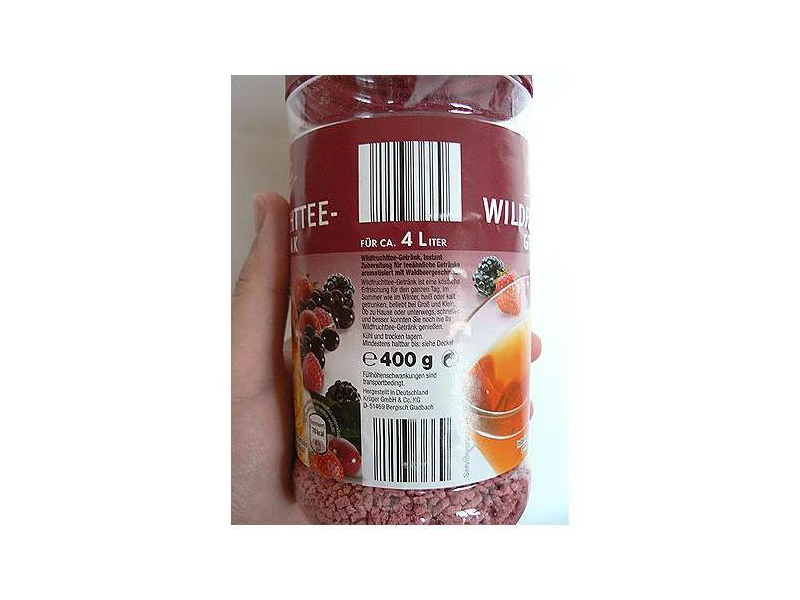 HTTEE-
NK
WILDF
G
FÜR CA. 4 LITER
Wildfruchttee-Getränk, Instant
Zubereitung für teeähnliche Getränke
aromatisiert mit Waldbeergeschmack
Wildfruchttee-Getränk ist eine köstliche
Erfrischung für den ganzen Tag. Im
Sommer wie im Winter, heiß oder kalt
getrunken, beliebt bei Groß und Klein.
Ob zu Hause oder unterwegs, schneller
und besser konnten Sie noch nie Ihr
Wildfruchttee-Getränk genießen.
Kühl und trocken lagern.
Mindestens haltbar bis: siehe Deckel
℮ 400 g
Füllhöhenschwankungen sind
transportbedingt.
Hergestellt in Deutschland
Krüger GmbH & Co. KG
D-51469 Bergisch Gladbach